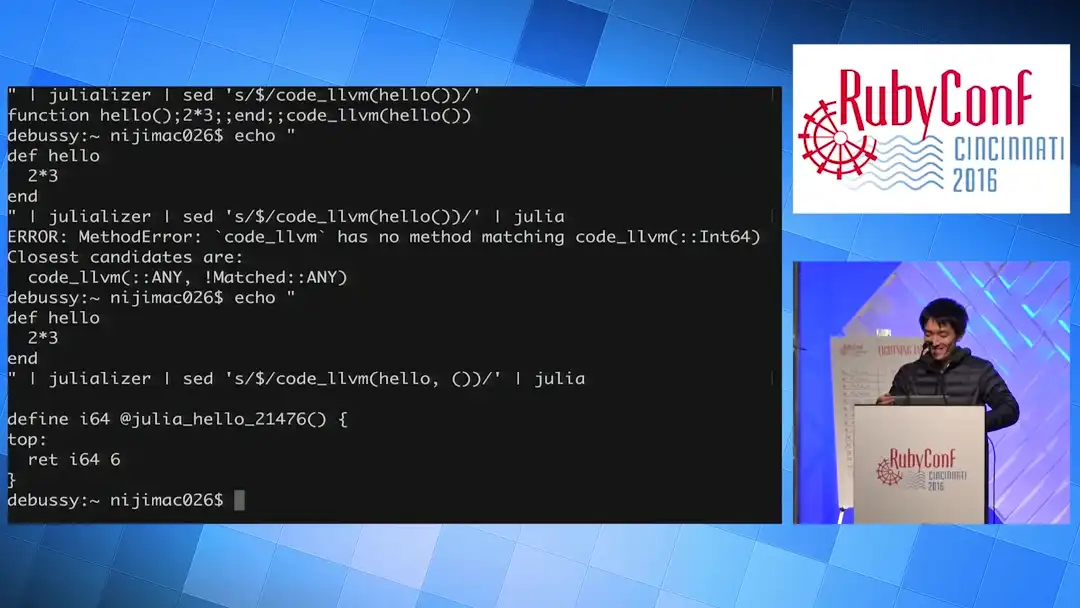 " | julializer | sed 's/$/code_llvm(hello())/'
function hello();2*3;;end;;code_llvm(hello())
debussy:~ nijimac026$ echo "
def hello
  2*3
end
" | julializer | sed 's/$/code_llvm(hello())/' | julia
ERROR: MethodError: `code_llvm` has no method matching code_llvm(::Int64)
Closest candidates are:
  code_llvm(::ANY, !Matched::ANY)
debussy:~ nijimac026$ echo "
def hello
  2*3
end
" | julializer | sed 's/$/code_llvm(hello, ())/' | julia

define i64 @julia_hello_21476() {
top:
  ret i64 6
}
debussy:~ nijimac026$
RubyConf
CINCINNATI
2016
RubyConf
LIGHTNING
RubyConf
CINCINNATI
2016